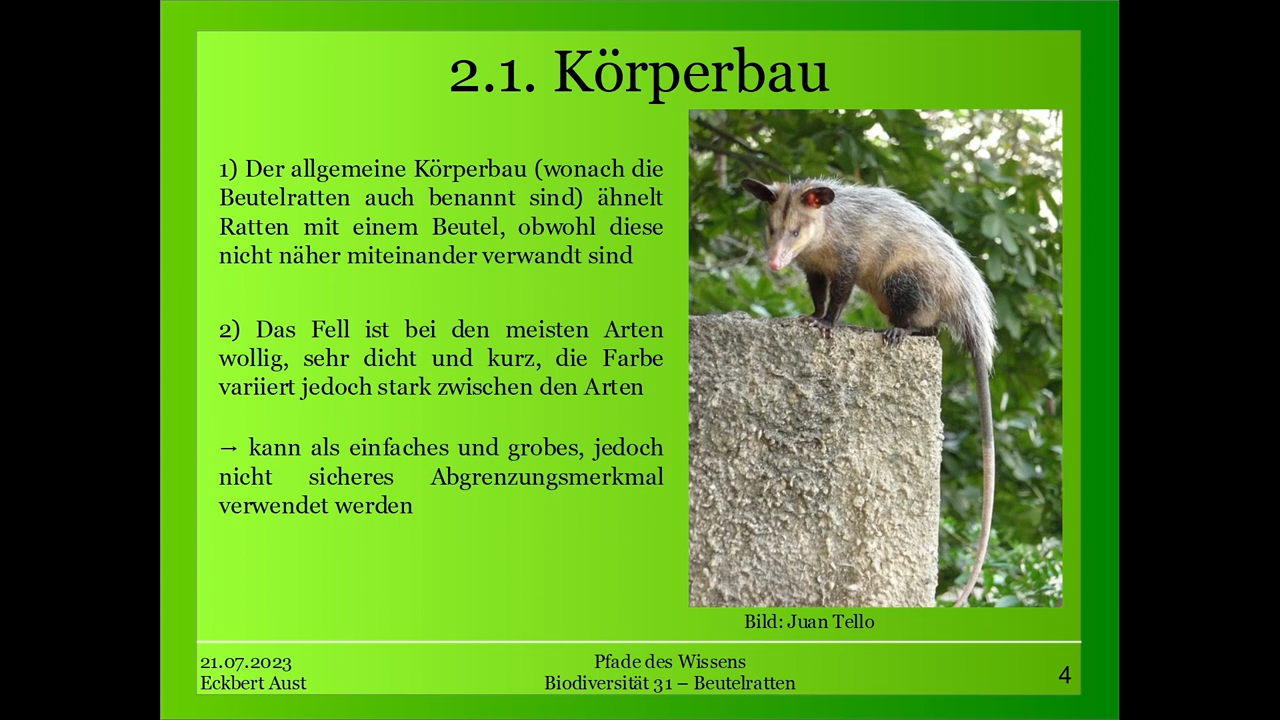 2.1. Körperbau
1) Der allgemeine Körperbau (wonach die
Beutelratten auch benannt sind) ähnelt
Ratten mit einem Beutel, obwohl diese
nicht näher miteinander verwandt sind
2) Das Fell ist bei den meisten Arten
wollig, sehr dicht und kurz, die Farbe
variiert jedoch stark zwischen den Arten
→ kann als einfaches und grobes, jedoch
nicht sicheres Abgrenzungsmerkmal
verwendet werden
Bild: Juan Tello
21.07.2023
Eckbert Aust
Pfade des Wissens
Biodiversität 31 – Beutelratten
4